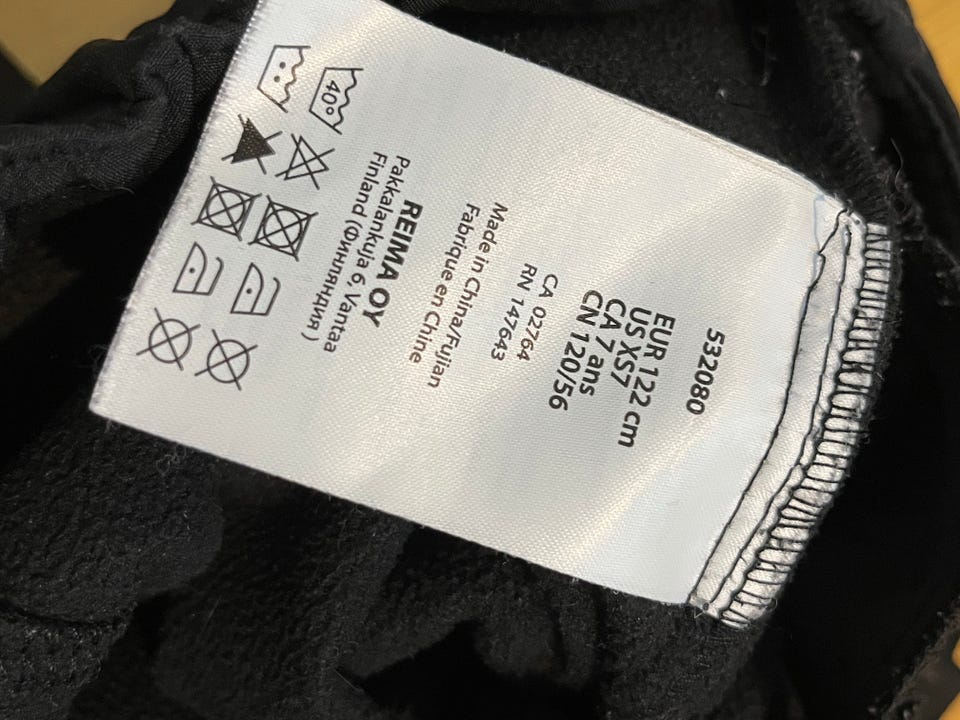 532080
EUR 122 cm
US XS7
CA 7 ans
CN 120/56
CA 02764
RN 147643
Made in China/Fujian
Fabrique en Chine
REIMA OY
Pakkalankuja 6, Vantaa
Finland (Финляндия)
40°